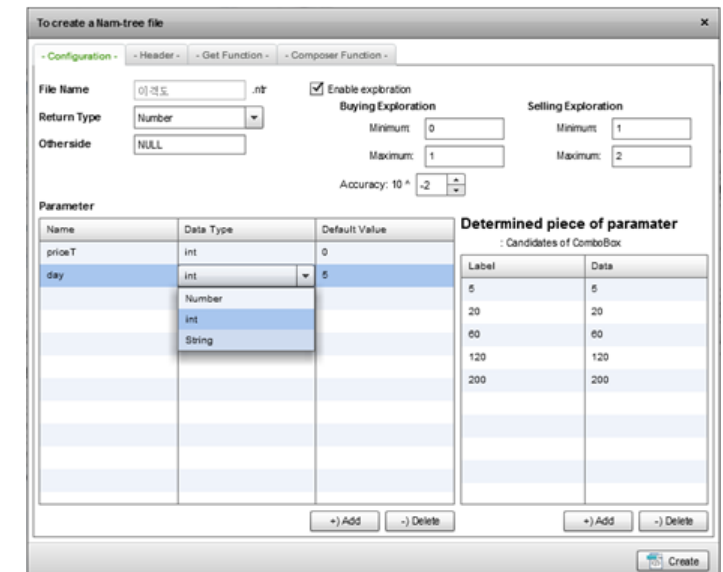 To create a Nam-tree file
x
- Configuration -
- Header -
- Get Function -
- Composer Function -
File Name
이격도
.ntr
Enable exploration
Return Type
Number
Otherside
NULL
Buying Exploration
Minimum:
0
Maximum:
1
Selling Exploration
Minimum:
1
Maximum:
2
Accuracy: 10 ^
-2
Parameter
Name
Data Type
Default Value
priceT
int
0
day
int
5
Number
int
String
+) Add
-) Delete
Determined piece of paramater
: Candidates of ComboBox
Label
Data
5
5
20
20
60
60
120
120
200
200
+) Add
-) Delete
Create